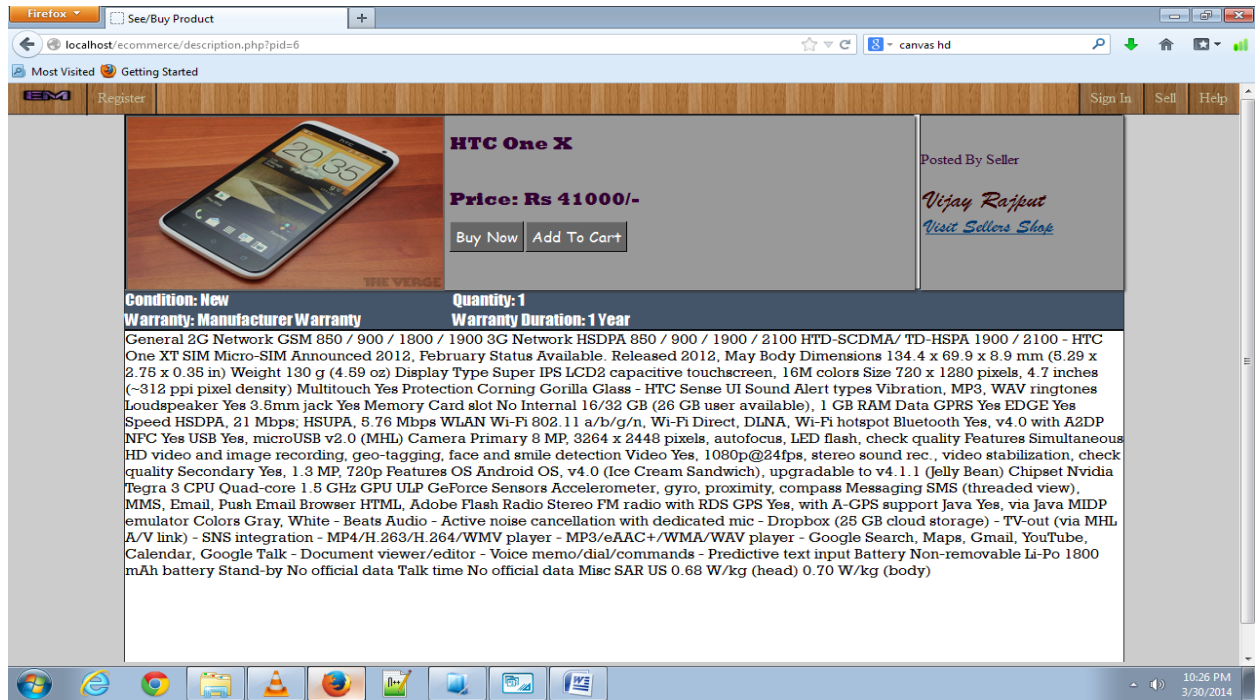 Firefox
See/Buy Product
localhost/ecommerce/description.php?pid=6
canvas hd
Most Visited
Getting Started
EM
Register
Sign In
Sell
Help
20 35
hTC
HTC One X
Price: Rs 41000/-
Buy Now
Add To Cart
THE VERGE
Posted By Seller
Vijay Rajput
Visit Sellers Shop
Condition: New
Quantity: 1
Warranty: Manufacturer Warranty
Warranty Duration: 1 Year
General 2G Network GSM 850 / 900 / 1800 / 1900 3G Network HSDPA 850 / 900 / 1900 / 2100 HTD-SCDMA/ TD-HSPA 1900 / 2100 - HTC
One XT SIM Micro-SIM Announced 2012, February Status Available. Released 2012, May Body Dimensions 134.4 x 69.9 x 8.9 mm (5.29 x
2.75 x 0.35 in) Weight 130 g (4.59 oz) Display Type Super IPS LCD2 capacitive touchscreen, 16M colors Size 720 x 1280 pixels, 4.7 inches
(~312 ppi pixel density) Multitouch Yes Protection Corning Gorilla Glass - HTC Sense UI Sound Alert types Vibration, MP3, WAV ringtones
Loudspeaker Yes 3.5mm jack Yes Memory Card slot No Internal 16/32 GB (26 GB user available), 1 GB RAM Data GPRS Yes EDGE Yes
Speed HSDPA, 21 Mbps; HSUPA, 5.76 Mbps WLAN Wi-Fi 802.11 a/b/g/n, Wi-Fi Direct, DLNA, Wi-Fi hotspot Bluetooth Yes, v4.0 with A2DP
NFC Yes USB Yes, microUSB v2.0 (MHL) Camera Primary 8 MP, 3264 x 2448 pixels, autofocus, LED flash, check quality Features Simultaneous
HD video and image recording, geo-tagging, face and smile detection Video Yes, 1080p@24fps, stereo sound rec., video stabilization, check
quality Secondary Yes, 1.3 MP, 720p Features OS Android OS, v4.0 (Ice Cream Sandwich), upgradable to v4.1.1 (Jelly Bean) Chipset Nvidia
Tegra 3 CPU Quad-core 1.5 GHz GPU ULP GeForce Sensors Accelerometer, gyro, proximity, compass Messaging SMS (threaded view),
MMS, Email, Push Email Browser HTML, Adobe Flash Radio Stereo FM radio with RDS GPS Yes, with A-GPS support Java Yes, via Java MIDP
emulator Colors Gray, White - Beats Audio - Active noise cancellation with dedicated mic - Dropbox (25 GB cloud storage) - TV-out (via MHL
A/V link) - SNS integration - MP4/H.263/H.264/WMV player - MP3/eAAC+/WMA/WAV player - Google Search, Maps, Gmail, YouTube,
Calendar, Google Talk - Document viewer/editor - Voice memo/dial/commands - Predictive text input Battery Non-removable Li-Po 1800
mAh battery Stand-by No official data Talk time No official data Misc SAR US 0.68 W/kg (head) 0.70 W/kg (body)
10:26 PM
3/30/2014